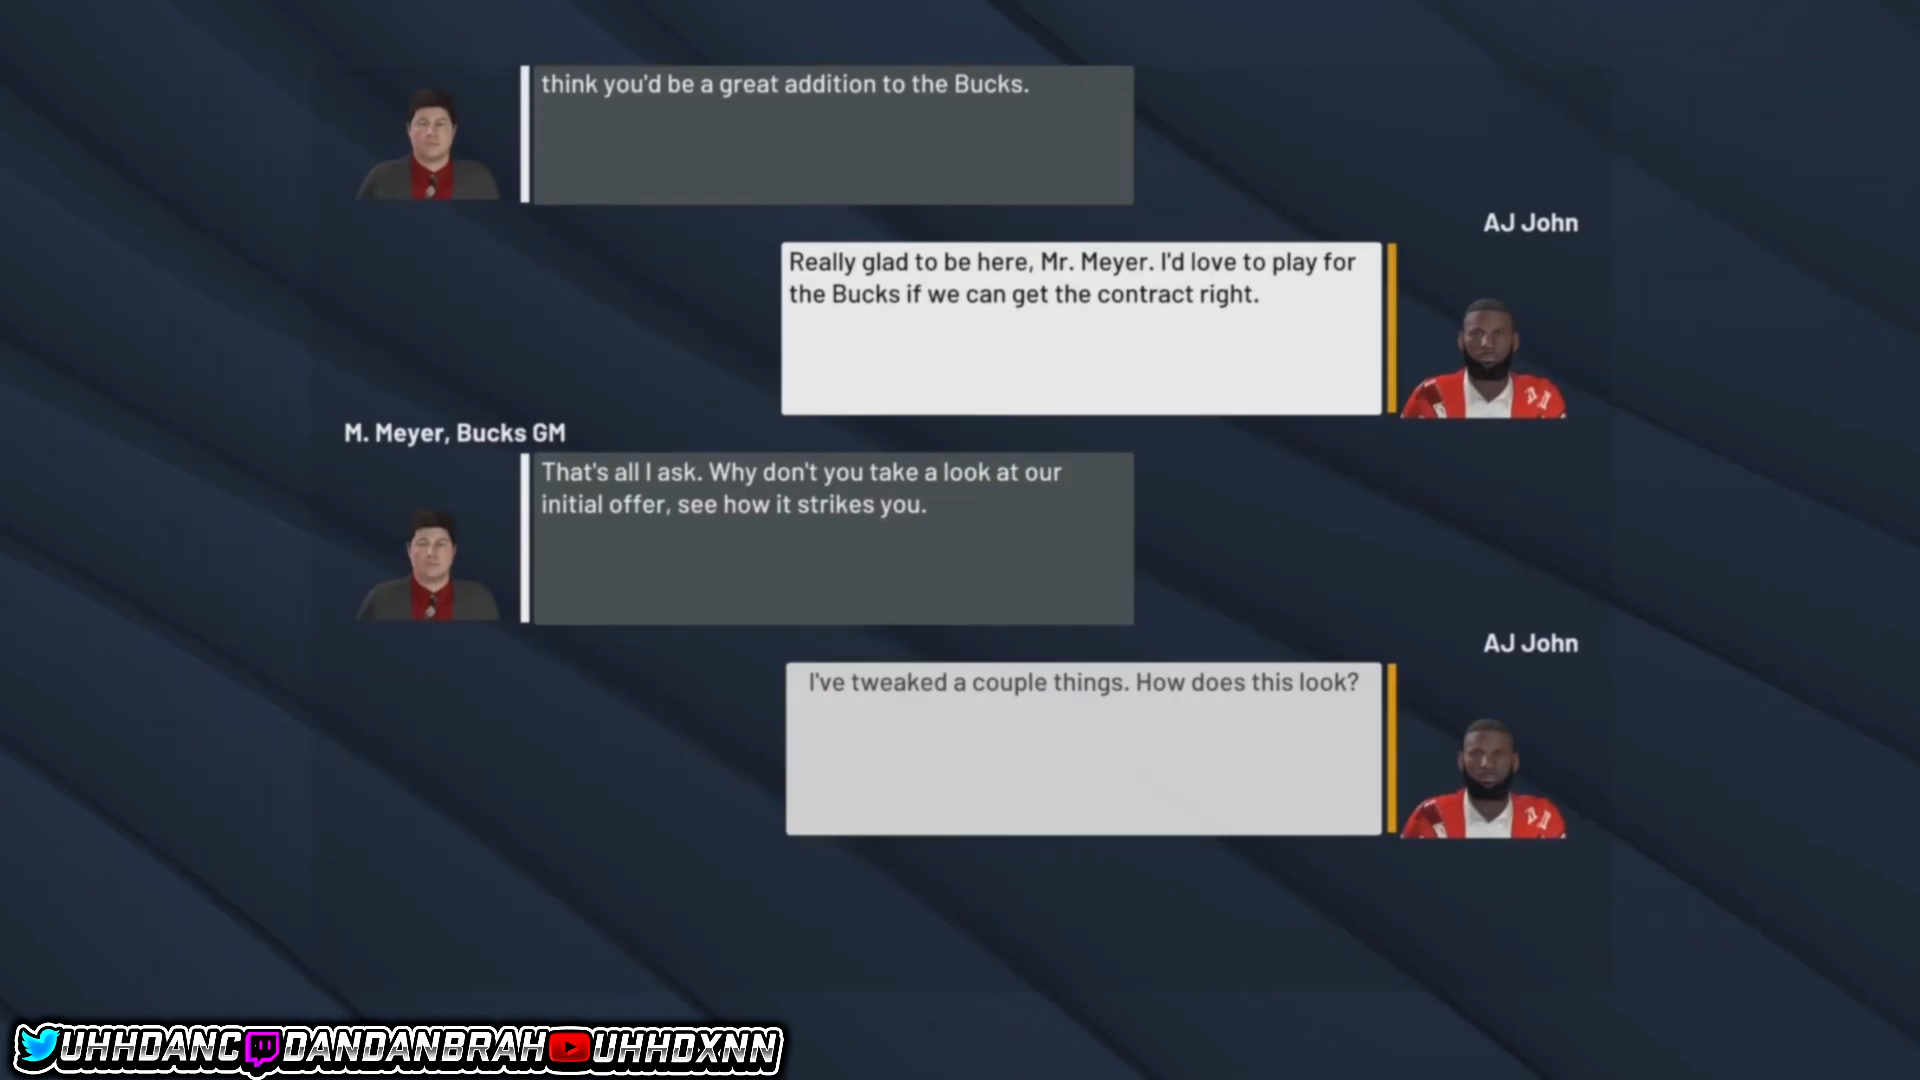 think you'd be a great addition to the Bucks.
AJ John
Really glad to be here, Mr. Meyer. I'd love to play for
the Bucks if we can get the contract right.
M. Meyer, Bucks GM
That's all I ask. Why don't you take a look at our
initial offer, see how it strikes you.
AJ John
I've tweaked a couple things. How does this look?
UHHDANC DANDANBRAH UHHDXNN